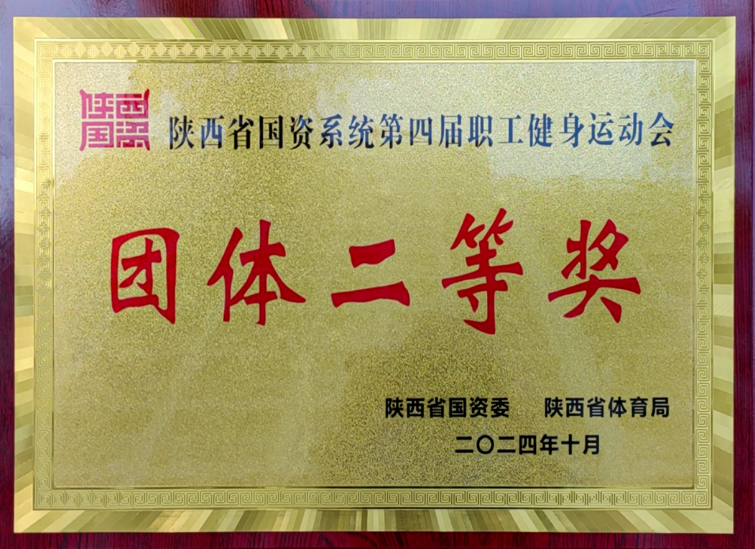 陕西国资
陕西省国资系统第四届职工健身运动会
团体二等奖
陕西省国资委 陕西省体育局
二〇二四年十月